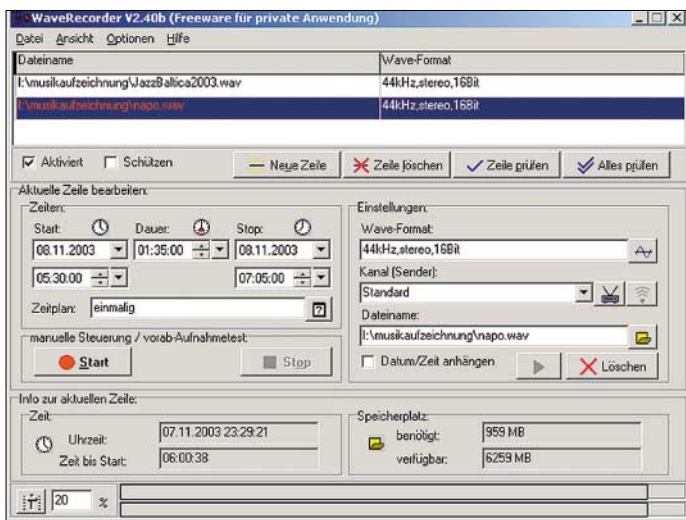 WaveRecorder V2.40b (Freeware für private Anwendung)
Datei Ansicht Optionen Hilfe
Dateiname Wave-Format
I:\musikaufzeichnung\JazzBaltica2003.wav 44kHz,stereo,16Bit
I:\musikaufzeichnung\napo.wav 44kHz,stereo,16Bit
Aktiviert Schützen Neue Zeile Zeile löschen Zeile prüfen Alles prüfen
Aktuelle Zeile bearbeiten:
Zeiten:
Start: Dauer: Stop:
08.11.2003 01:35:00 08.11.2003
05:30:00 07:05:00
Zeitplan: einmalig
manuelle Steuerung / vorab-Aufnahmetest:
Start Stop
Einstellungen:
Wave-Format:
44kHz,stereo,16Bit
Kanal (Sender):
Standard
Dateiname:
I:\musikaufzeichnung\napo.wav
Datum/Zeit anhängen Löschen
Info zur aktuellen Zeile:
Zeit:
Uhrzeit: 07.11.2003 23:29:21
Zeit bis Start: 06:00:38
Speicherplatz:
benötigt: 959 MB
verfügbar: 6259 MB
20 %